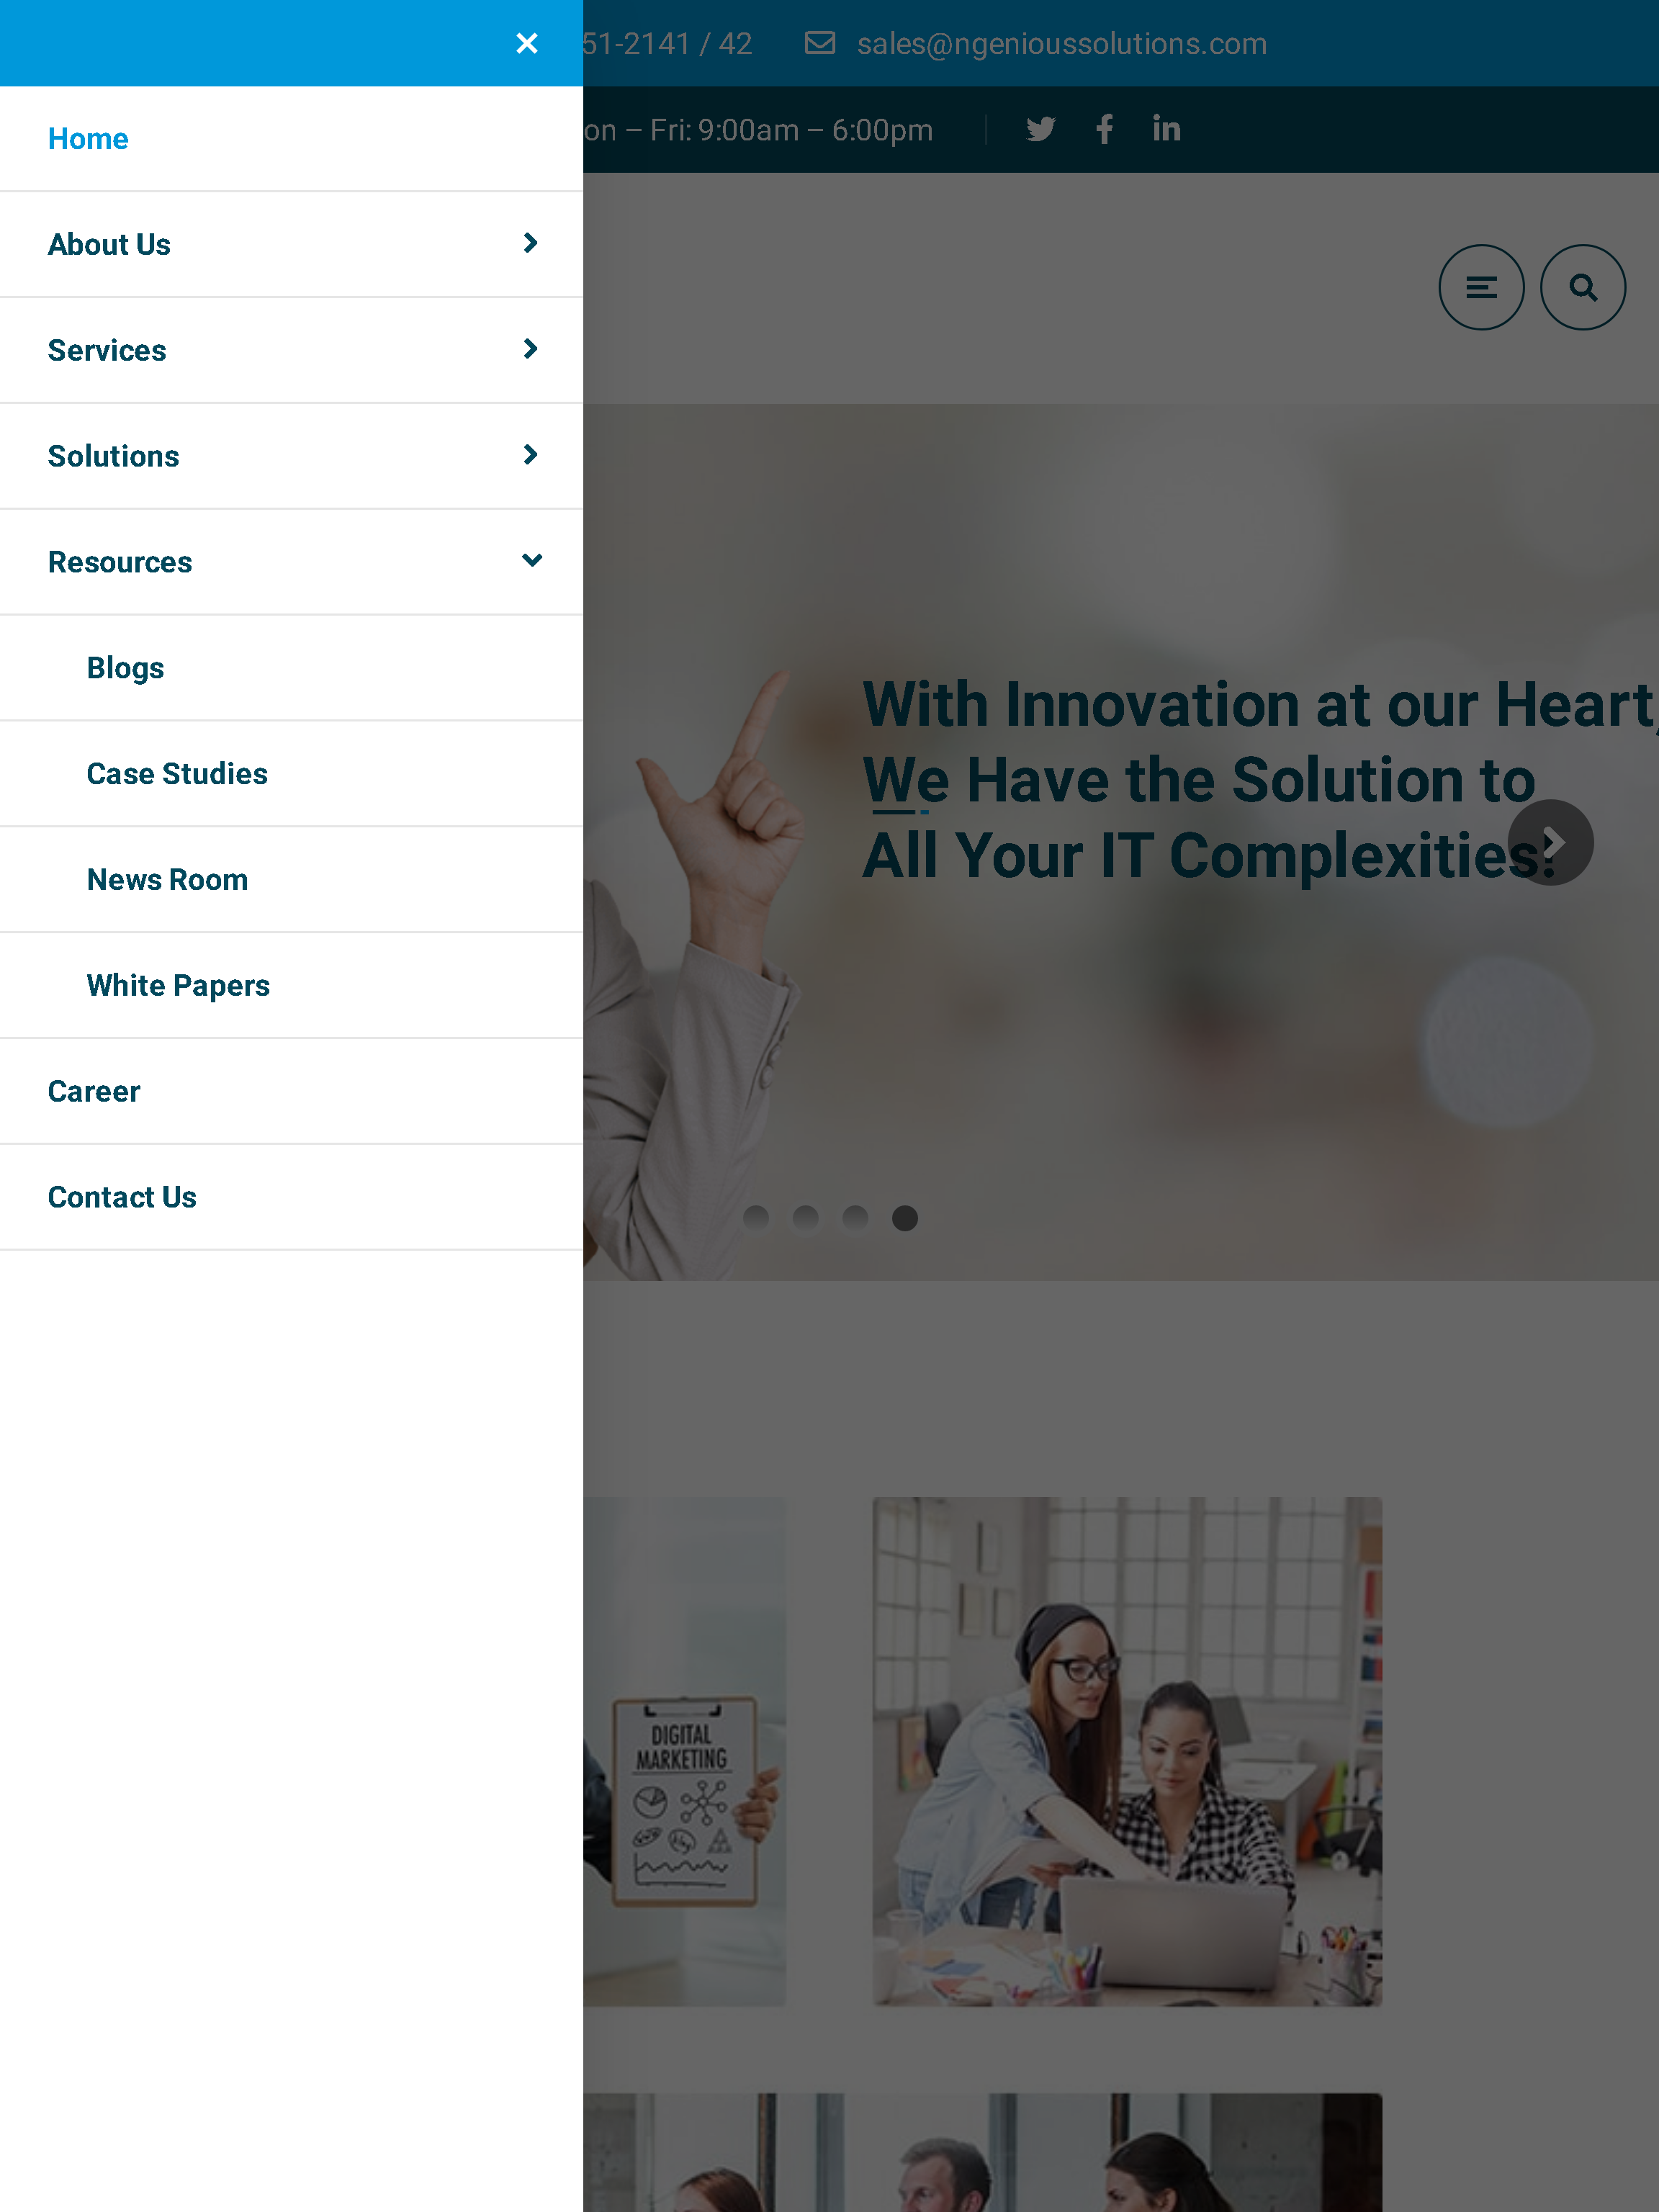 51-2141 / 42
sales@ngenioussolutions.com
on – Fri: 9:00am – 6:00pm
Home
About Us
Services
Solutions
Resources
Blogs
Case Studies
News Room
White Papers
Career
Contact Us
With Innovation at our Heart,
We Have the Solution to
All Your IT Complexities!
DIGITAL
MARKETING